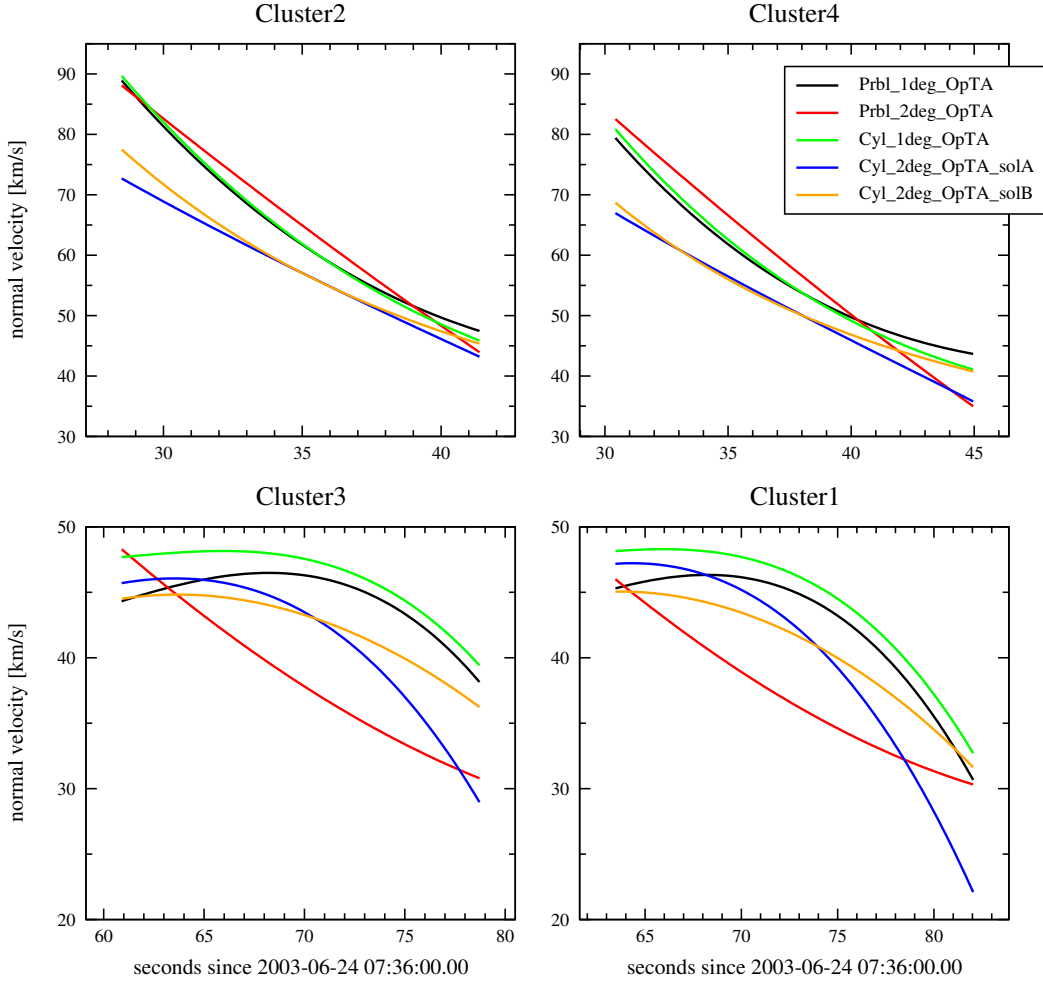 Cluster2
Cluster4
90
80
70
60
50
40
30
30
35
40
normal velocity [km/s]
90
80
70
60
50
40
30
30
35
40
45
Prbl_1deg_OpTA
Prbl_2deg_OpTA
Cyl_1deg_OpTA
Cyl_2deg_OpTA_solA
Cyl_2deg_OpTA_solB
Cluster3
Cluster1
50
40
30
20
60
65
70
75
80
normal velocity [km/s]
seconds since 2003-06-24 07:36:00.00
50
40
30
20
65
70
75
80
seconds since 2003-06-24 07:36:00.00